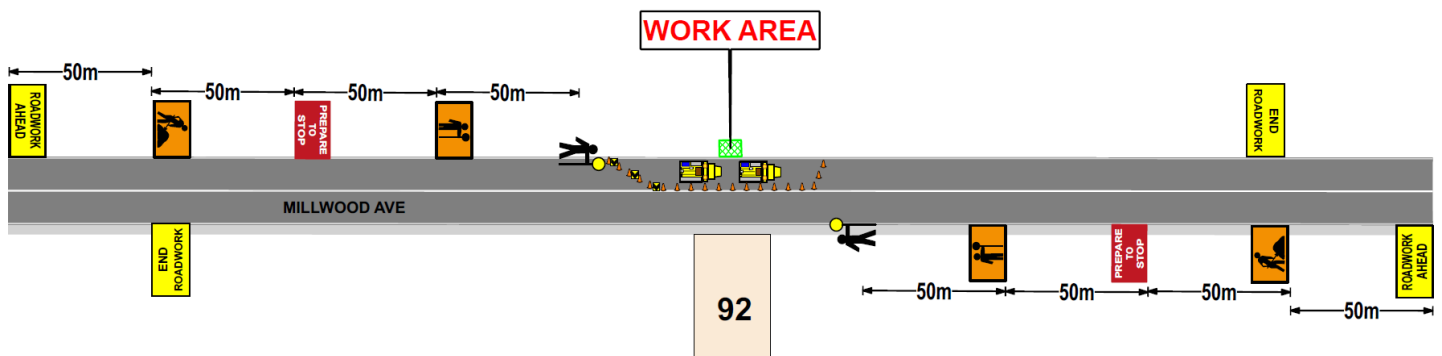 WORK AREA
50m
50m
50m
50m
ROADWORK
AHEAD
PREPARE
TO
STOP
END
ROADWORK
MILLWOOD AVE
END
ROADWORK
92
PREPARE
TO
STOP
ROADWORK
AHEAD
50m
50m
50m
50m